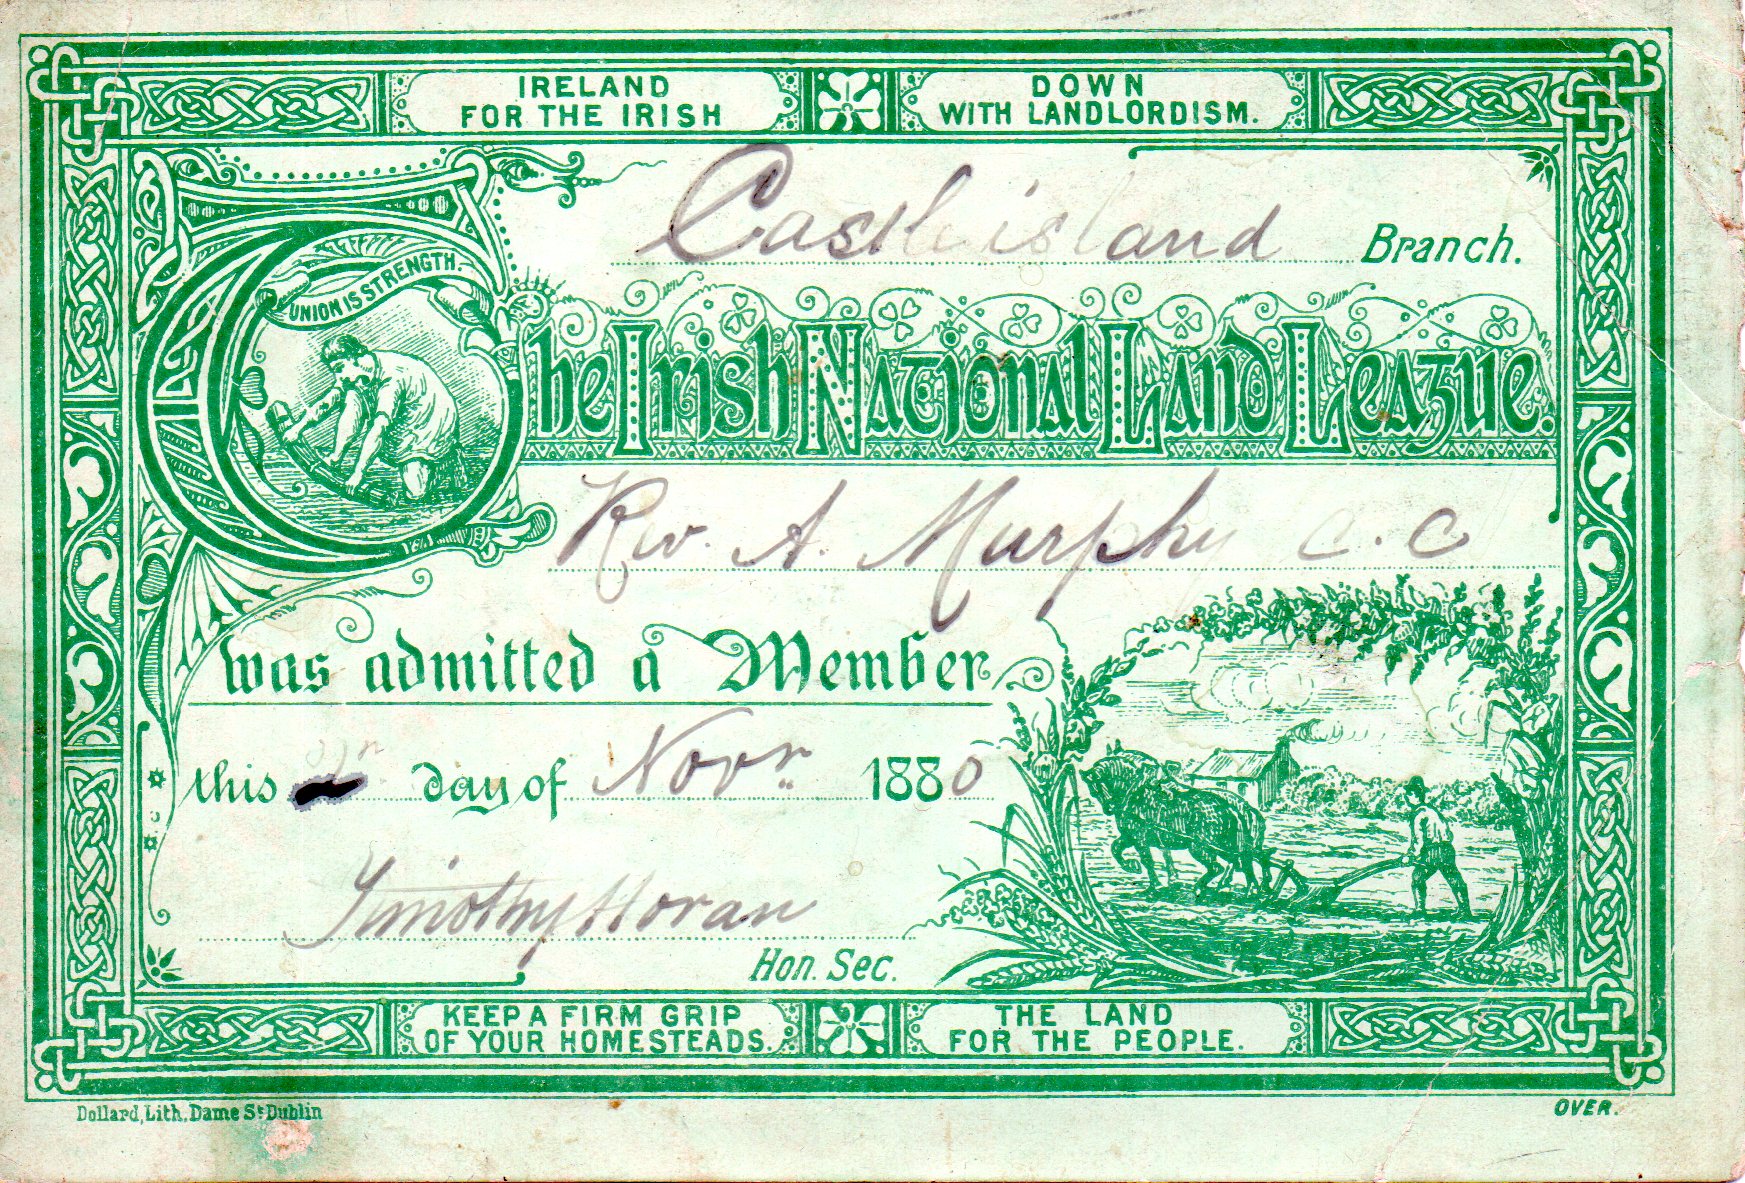 IRELAND
FOR THE IRISH
DOWN
WITH LANDLORDISM.
Castleisland Branch.
UNION IS STRENGTH.
The Irish National Land League.
Rev. A. Murphy C.C
was admitted a Member
this day of Novr 1880
Timothy Horan
Hon. Sec.
KEEP A FIRM GRIP
OF YOUR HOMESTEADS.
THE LAND
FOR THE PEOPLE.
Dollard, Lith, Dame St Dublin
OVER.